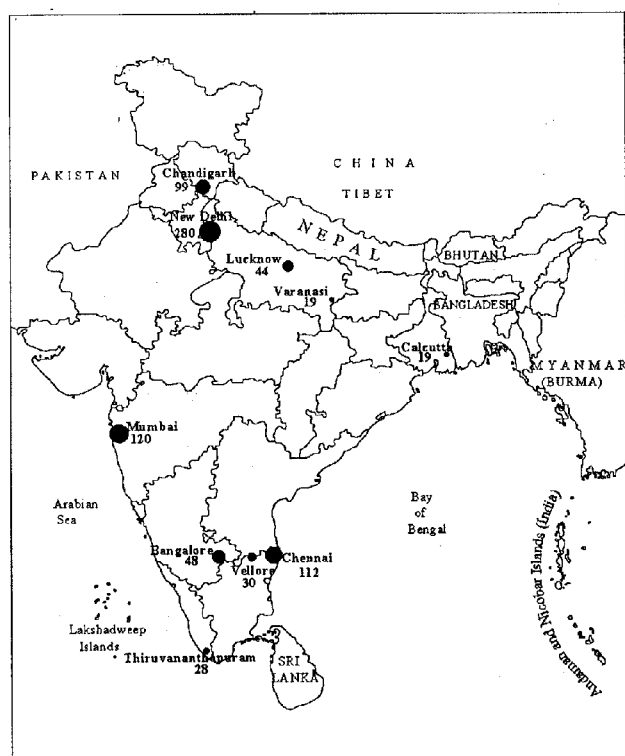 PAKISTAN
CHINA
TIBET
Chandigarh
99
New Delhi
280
NEPAL
Lucknow
44
Varanasi
19
BHUTAN
BANGLADESH
Calcutta
19
MYANMAR
(BURMA)
Mumbai
120
Arabian
Sea
Bay
of
Bengal
Andaman and Nicobar Islands (India)
Bangalore
48
Vellore
30
Chennai
112
Lakshadweep
Islands
Thiruvananthapuram
28
SRI
LANKA